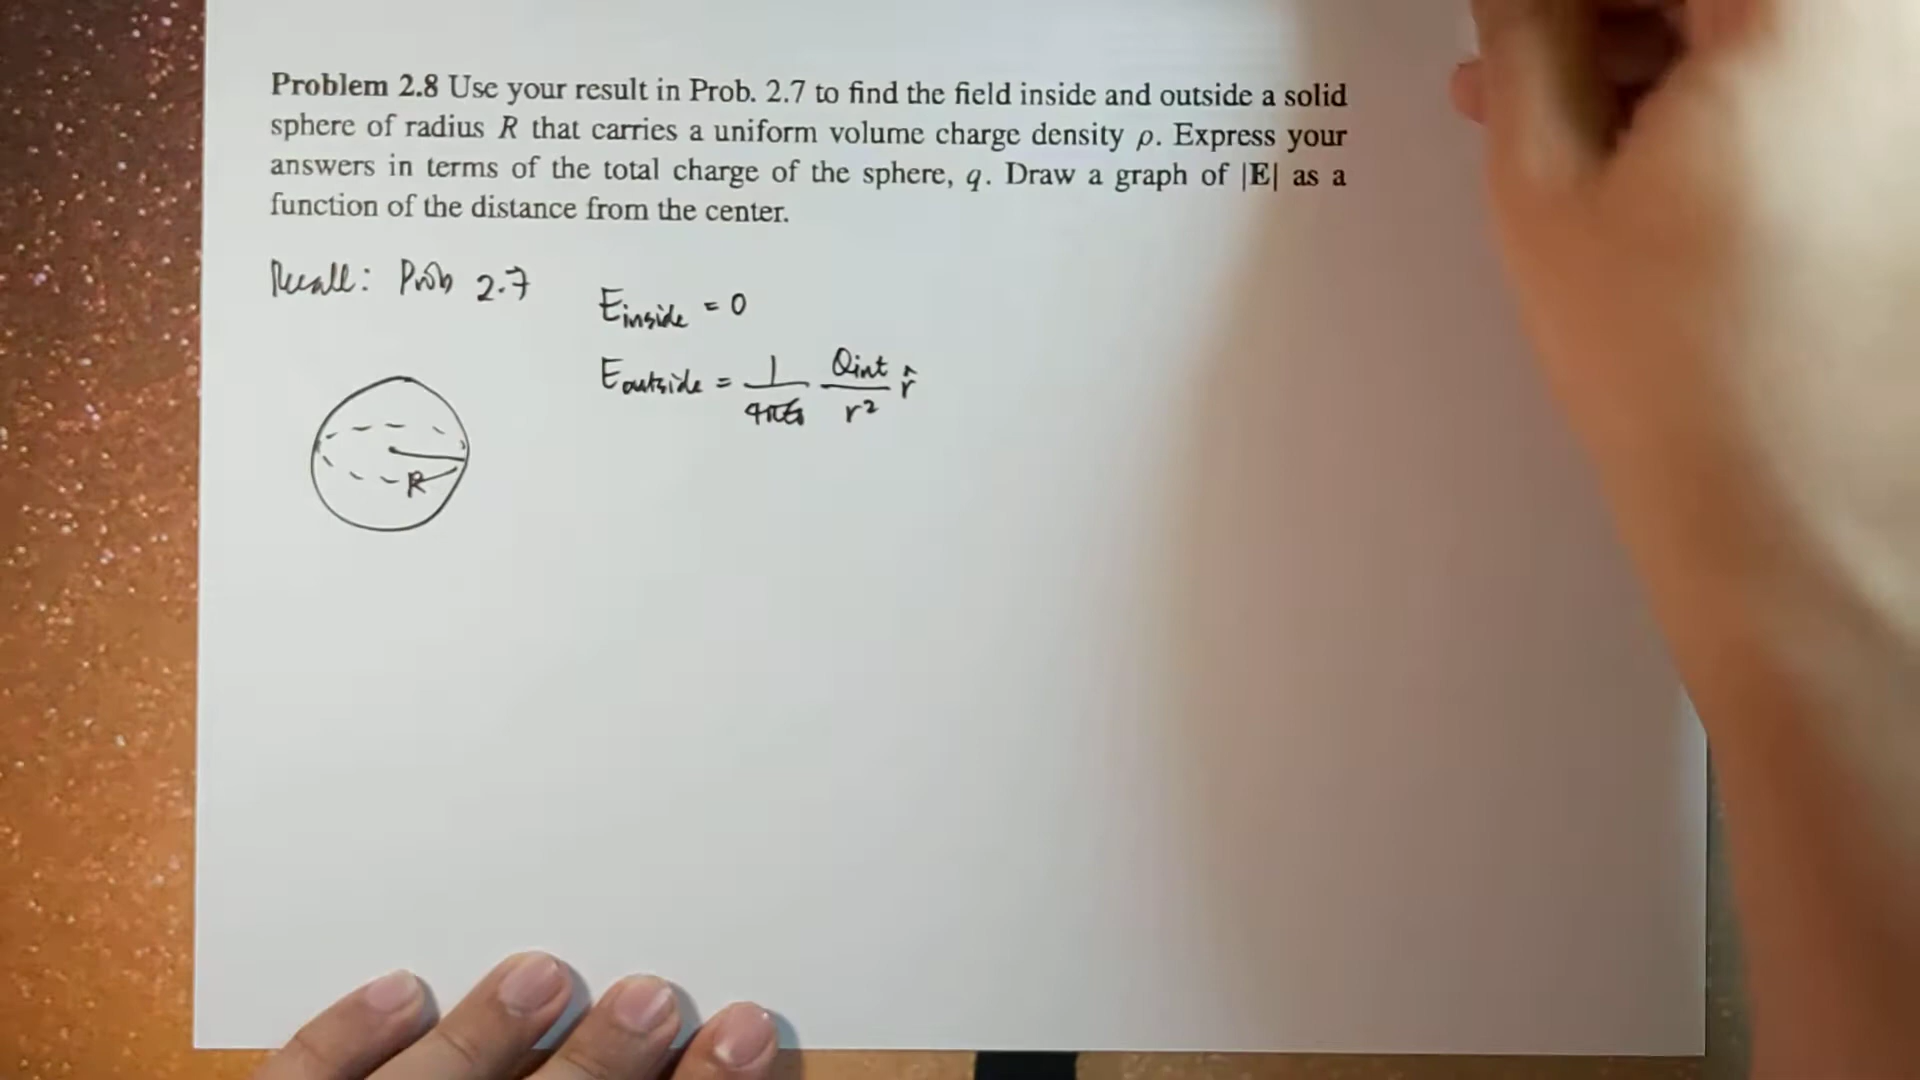 Problem 2.8 Use your result in Prob. 2.7 to find the field inside and outside a solid
sphere of radius R that carries a uniform volume charge density ρ. Express your
answers in terms of the total charge of the sphere, q. Draw a graph of |E| as a
function of the distance from the center.
Recall: Prob 2.7
E_inside = 0
E_outside = 1/(4πε₀) Qint/r² r̂
R